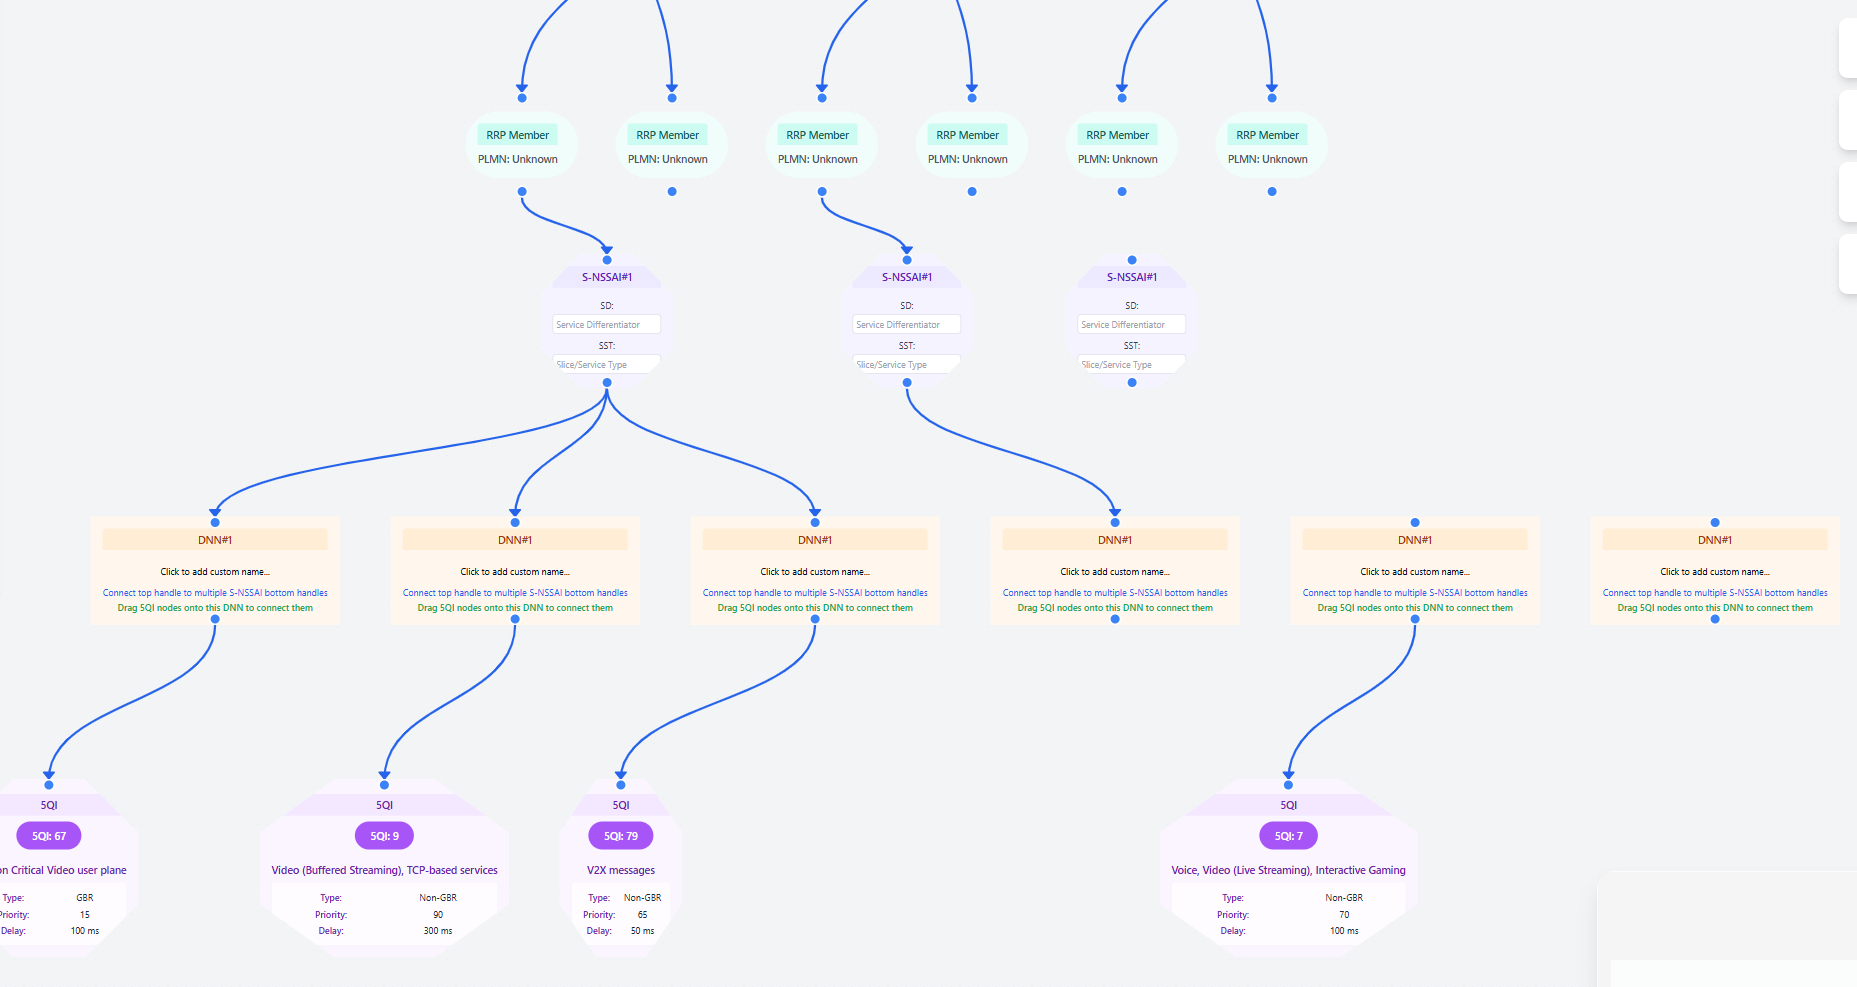 RRP Member
PLMN: Unknown
RRP Member
PLMN: Unknown
RRP Member
PLMN: Unknown
RRP Member
PLMN: Unknown
RRP Member
PLMN: Unknown
RRP Member
PLMN: Unknown
S-NSSAI#1
SD:
Service Differentiator
SST:
Slice/Service Type
S-NSSAI#1
SD:
Service Differentiator
SST:
Slice/Service Type
S-NSSAI#1
SD:
Service Differentiator
SST:
Slice/Service Type
DNN#1
Click to add custom name...
Connect top handle to multiple S-NSSAI bottom handles
Drag 5QI nodes onto this DNN to connect them
DNN#1
Click to add custom name...
Connect top handle to multiple S-NSSAI bottom handles
Drag 5QI nodes onto this DNN to connect them
DNN#1
Click to add custom name...
Connect top handle to multiple S-NSSAI bottom handles
Drag 5QI nodes onto this DNN to connect them
DNN#1
Click to add custom name...
Connect top handle to multiple S-NSSAI bottom handles
Drag 5QI nodes onto this DNN to connect them
DNN#1
Click to add custom name...
Connect top handle to multiple S-NSSAI bottom handles
Drag 5QI nodes onto this DNN to connect them
DNN#1
Click to add custom name...
Connect top handle to multiple S-NSSAI bottom handles
Drag 5QI nodes onto this DNN to connect them
5QI
5QI: 67
on Critical Video user plane
Type: GBR
Priority: 15
Delay: 100 ms
5QI
5QI: 9
Video (Buffered Streaming), TCP-based services
Type: Non-GBR
Priority: 90
Delay: 300 ms
5QI
5QI: 79
V2X messages
Type: Non-GBR
Priority: 65
Delay: 50 ms
5QI
5QI: 7
Voice, Video (Live Streaming), Interactive Gaming
Type: Non-GBR
Priority: 70
Delay: 100 ms